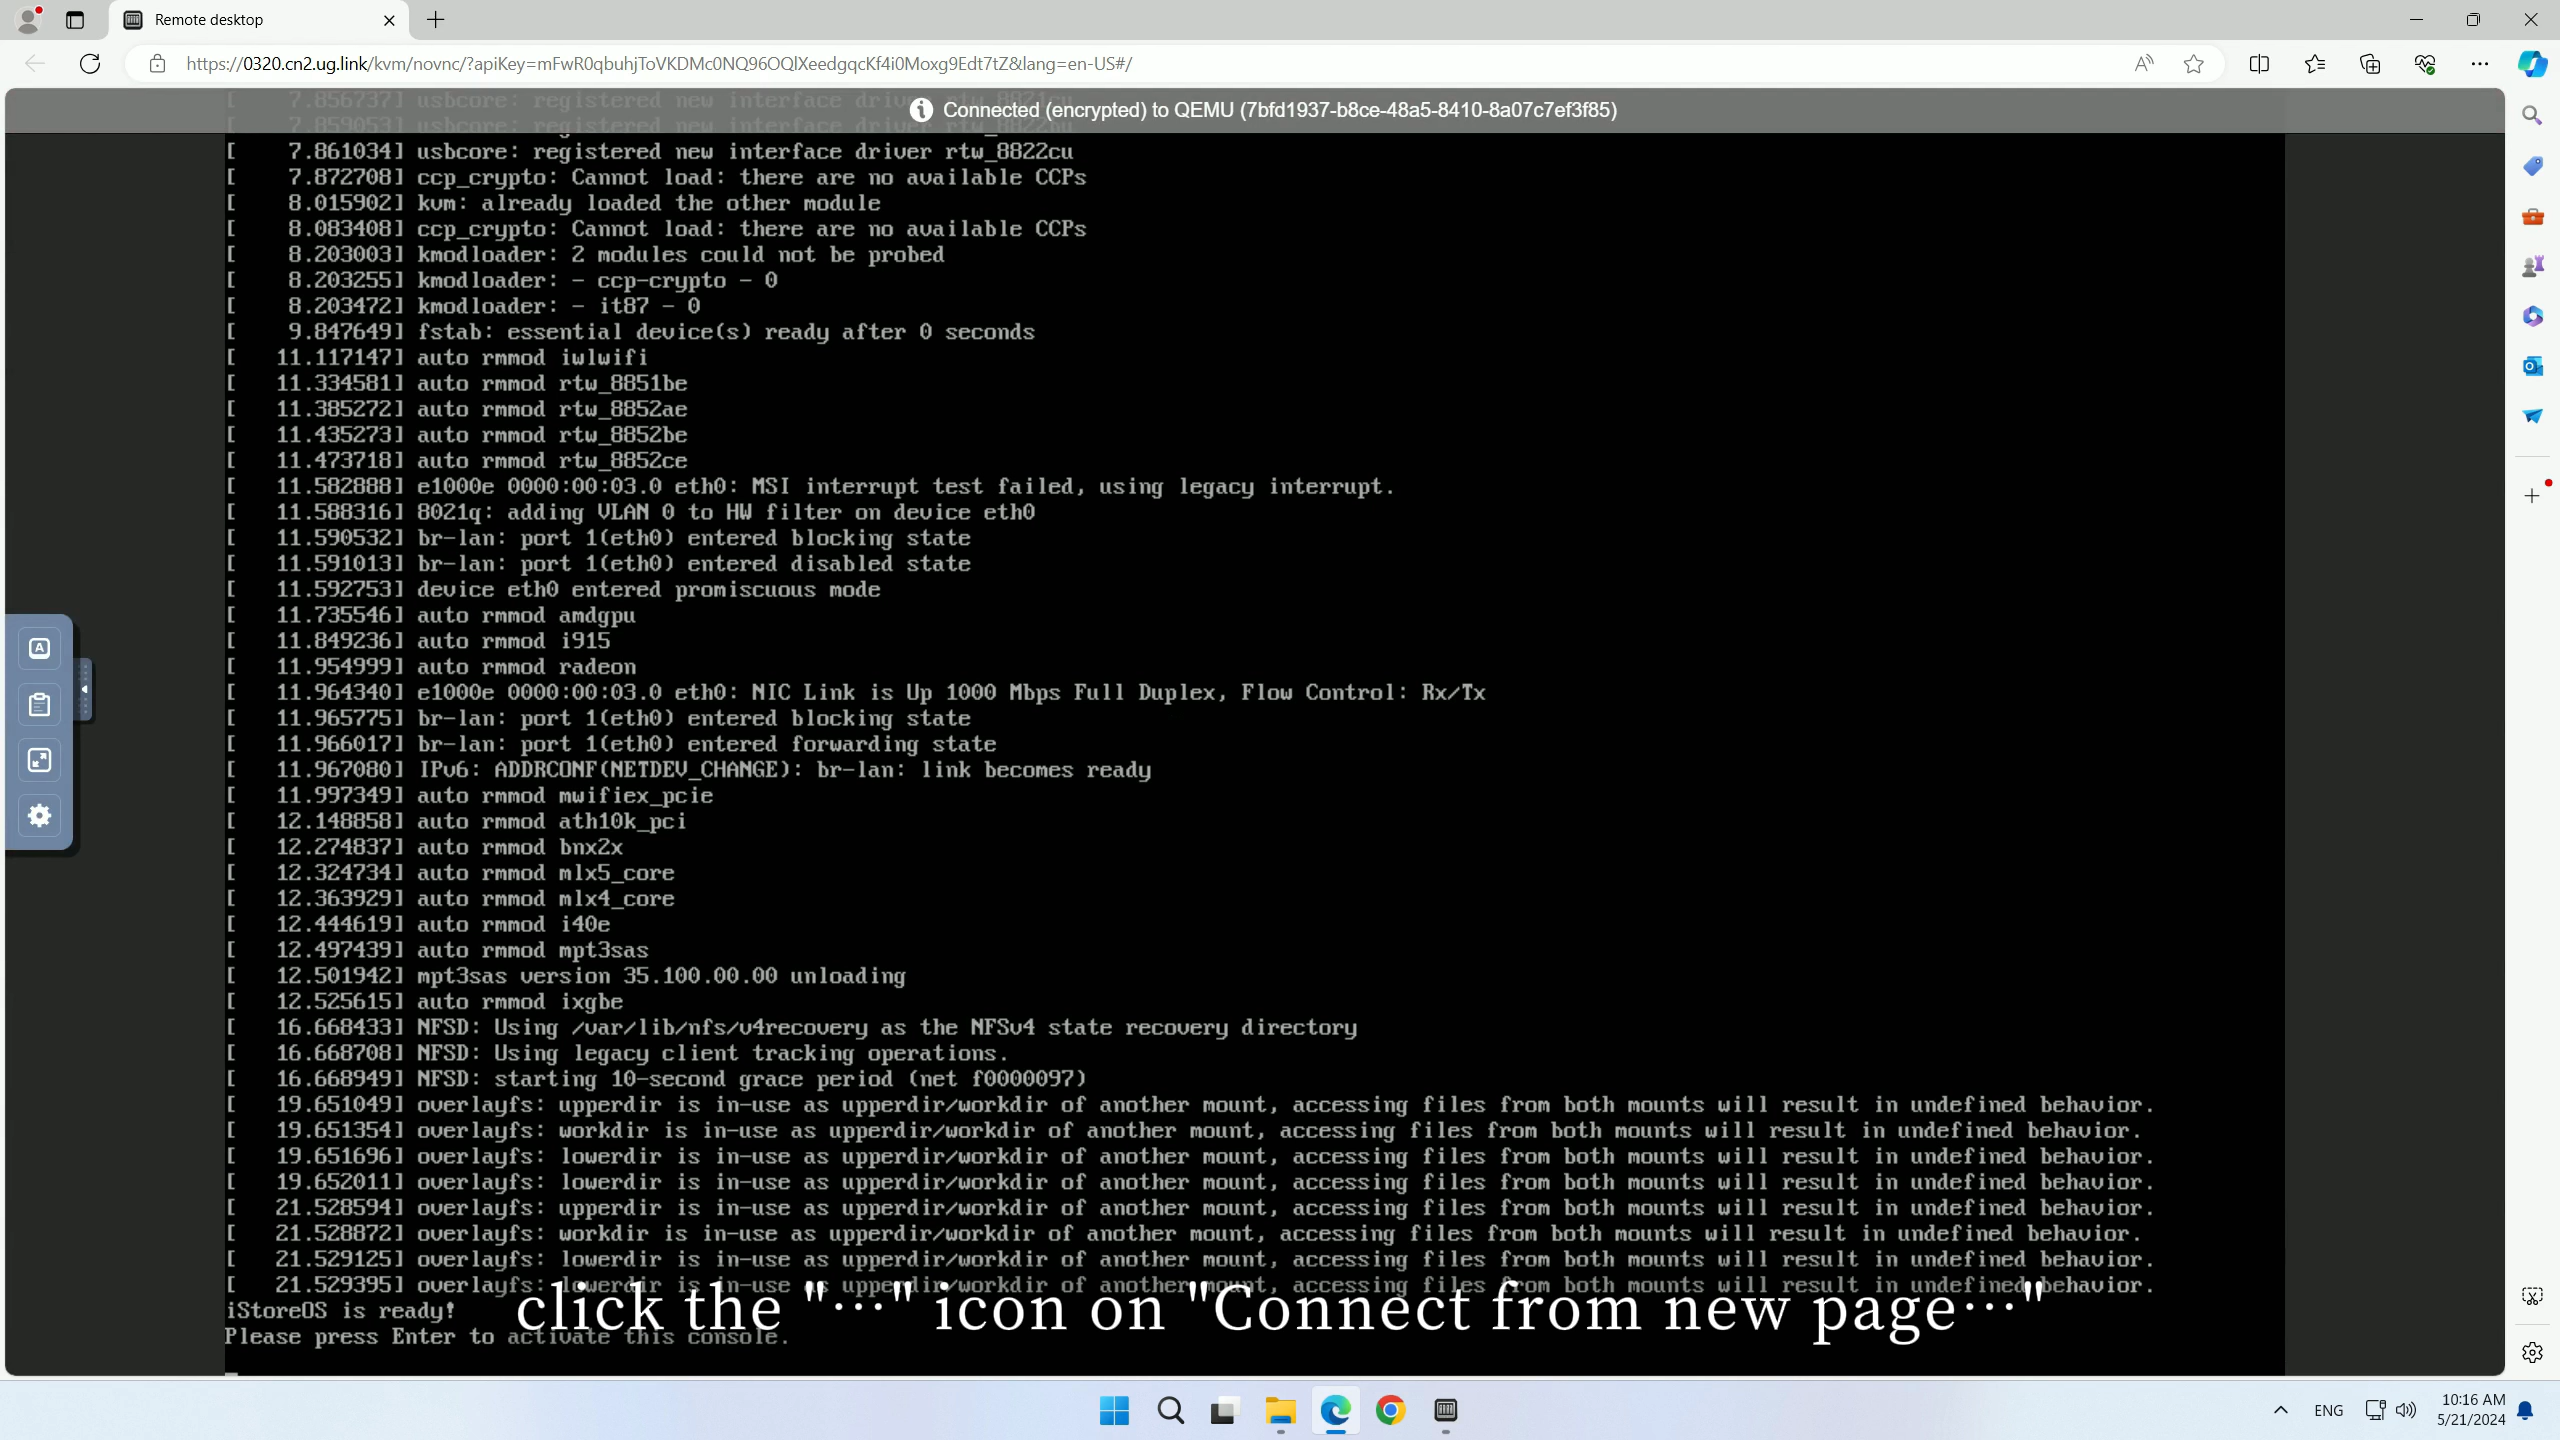 Remote desktop
https://0320.cn2.ug.link/kvm/novnc/?apiKey=mFwR0qbuhjToVKDMc0NQ96OQlXeedgqcKf4i0Moxg9Edt7tZ&lang=en-US#/
[    7.856737] usbcore: registered new interface driver rtw_8821cu
[    7.859053] usbcore: registered new interface driver rtw_8822bu
Connected (encrypted) to QEMU (7bfd1937-b8ce-48a5-8410-8a07c7ef3f85)
[    7.861034] usbcore: registered new interface driver rtw_8822cu
[    7.872708] ccp_crypto: Cannot load: there are no available CCPs
[    8.015902] kvm: already loaded the other module
[    8.083408] ccp_crypto: Cannot load: there are no available CCPs
[    8.203003] kmodloader: 2 modules could not be probed
[    8.203255] kmodloader: - ccp-crypto - 0
[    8.203472] kmodloader: - it87 - 0
[    9.847649] fstab: essential device(s) ready after 0 seconds
[   11.117147] auto rmmod iwlwifi
[   11.334581] auto rmmod rtw_8851be
[   11.385272] auto rmmod rtw_8852ae
[   11.435273] auto rmmod rtw_8852be
[   11.473718] auto rmmod rtw_8852ce
[   11.582888] e1000e 0000:00:03.0 eth0: MSI interrupt test failed, using legacy interrupt.
[   11.588316] 8021q: adding VLAN 0 to HW filter on device eth0
[   11.590532] br-lan: port 1(eth0) entered blocking state
[   11.591013] br-lan: port 1(eth0) entered disabled state
[   11.592753] device eth0 entered promiscuous mode
[   11.735546] auto rmmod amdgpu
[   11.849236] auto rmmod i915
[   11.954999] auto rmmod radeon
[   11.964340] e1000e 0000:00:03.0 eth0: NIC Link is Up 1000 Mbps Full Duplex, Flow Control: Rx/Tx
[   11.965775] br-lan: port 1(eth0) entered blocking state
[   11.966017] br-lan: port 1(eth0) entered forwarding state
[   11.967080] IPv6: ADDRCONF(NETDEV_CHANGE): br-lan: link becomes ready
[   11.997349] auto rmmod mwifiex_pcie
[   12.148858] auto rmmod ath10k_pci
[   12.274837] auto rmmod bnx2x
[   12.324734] auto rmmod mlx5_core
[   12.363929] auto rmmod mlx4_core
[   12.444619] auto rmmod i40e
[   12.497439] auto rmmod mpt3sas
[   12.501942] mpt3sas version 35.100.00.00 unloading
[   12.525615] auto rmmod ixgbe
[   16.668433] NFSD: Using /var/lib/nfs/v4recovery as the NFSv4 state recovery directory
[   16.668708] NFSD: Using legacy client tracking operations.
[   16.668949] NFSD: starting 10-second grace period (net f0000097)
[   19.651049] overlayfs: upperdir is in-use as upperdir/workdir of another mount, accessing files from both mounts will result in undefined behavior.
[   19.651354] overlayfs: workdir is in-use as upperdir/workdir of another mount, accessing files from both mounts will result in undefined behavior.
[   19.651696] overlayfs: lowerdir is in-use as upperdir/workdir of another mount, accessing files from both mounts will result in undefined behavior.
[   19.652011] overlayfs: lowerdir is in-use as upperdir/workdir of another mount, accessing files from both mounts will result in undefined behavior.
[   21.528594] overlayfs: upperdir is in-use as upperdir/workdir of another mount, accessing files from both mounts will result in undefined behavior.
[   21.528872] overlayfs: workdir is in-use as upperdir/workdir of another mount, accessing files from both mounts will result in undefined behavior.
[   21.529125] overlayfs: lowerdir is in-use as upperdir/workdir of another mount, accessing files from both mounts will result in undefined behavior.
[   21.529395] overlayfs: lowerdir is in-use as upperdir/workdir of another mount, accessing files from both mounts will result in undefined behavior.
iStoreOS is ready!
click the "···" icon on "Connect from new page···"
Please press Enter to activate this console.
ENG
10:16 AM
5/21/2024